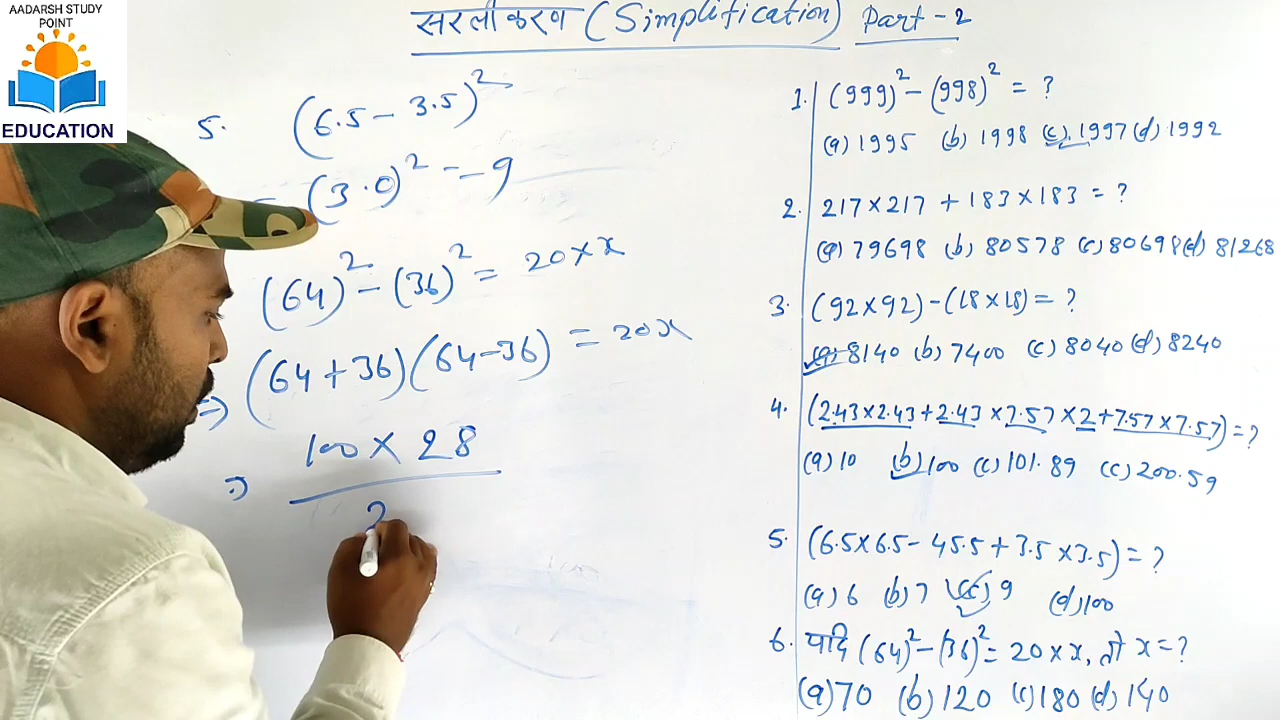 AADARSH STUDY
POINT
EDUCATION
सरलीकरण (Simplification) Part - 2
5. (6.5 - 3.5)²
= (3.0)² = 9
(64)² - (36)² = 20 × x
⇒ (64 + 36)(64 - 36) = 20x
⇒ 100 × 28
2
1. (999)² - (998)² = ?
(a) 1995 (b) 1998 (c) 1997 (d) 1992
2. 217 × 217 + 183 × 183 = ?
(a) 79698 (b) 80578 (c) 80698 (d) 81268
3. (92 × 92) - (18 × 18) = ?
(a) 8140 (b) 7400 (c) 8040 (d) 8240
4. (2.43 × 2.43 + 2.43 × 7.57 × 2 + 7.57 × 7.57) = ?
(a) 10 (b) 100 (c) 101.89 (c) 200.59
5. (6.5 × 6.5 - 45.5 + 3.5 × 3.5) = ?
(a) 6 (b) 7 (c) 9 (d) 100
6. यदि (64)² - (36)² = 20 × x, तो x = ?
(a) 70 (b) 120 (c) 180 (d) 140